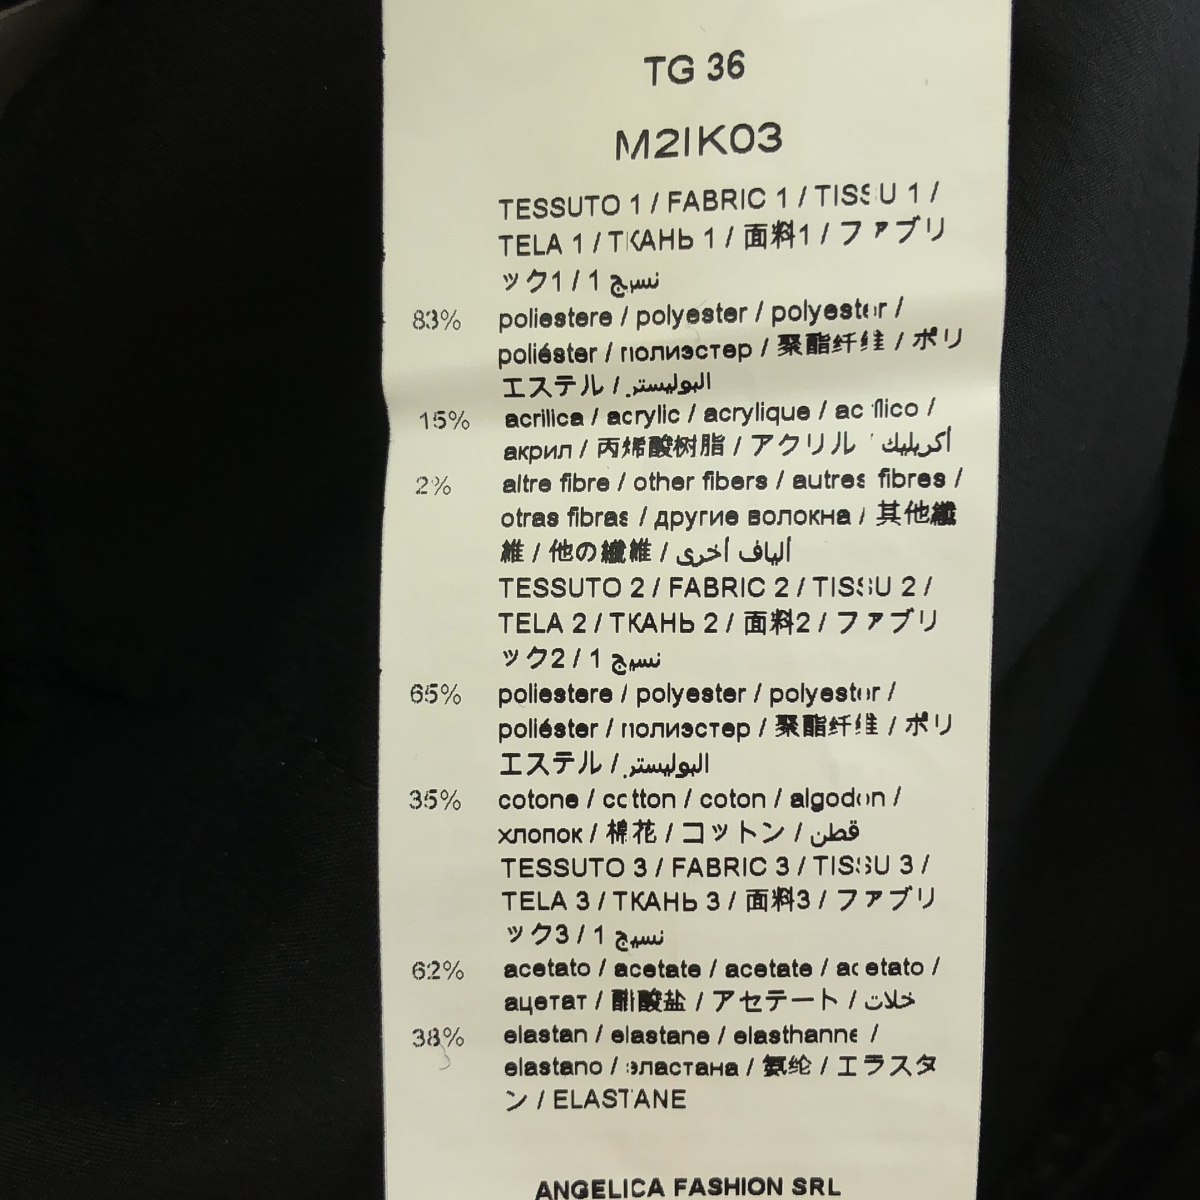 TG 36
M2IK03
TESSUTO 1 / FABRIC 1 / TISSU 1 /
TELA 1 / ТКАНЬ 1 / 面料1 / ファブリ
ック1 / 1 نسيج
83% poliestere / polyester / polyester /
poliéster / полиэстер / 聚酯纤维 / ポリ
エステル / البوليستر
15% acrilica / acrylic / acrylique / acrílico /
акрил / 丙烯酸树脂 / アクリル / أكريليك
2% altre fibre / other fibers / autres fibres /
otras fibras / другие волокна / 其他纖
維 / 他の繊維 / ألياف أخرى
TESSUTO 2 / FABRIC 2 / TISSU 2 /
TELA 2 / ТКАНЬ 2 / 面料2 / ファブリ
ック2 / 1 نسيج
65% poliestere / polyester / polyester /
poliéster / полиэстер / 聚酯纤维 / ポリ
エステル / البوليستر
35% cotone / cotton / coton / algodon /
хлопок / 棉花 / コットン / قطن
TESSUTO 3 / FABRIC 3 / TISSU 3 /
TELA 3 / ТКАНЬ 3 / 面料3 / ファブリ
ック3 / 1 نسيج
62% acetato / acetate / acetate / acetato /
ацетат / 醋酸盐 / アセテート / خلات
38% elastan / elastane / elasthanne /
elastano / эластана / 氨纶 / エラスタ
ン / ELASTANE
ANGELICA FASHION SRL